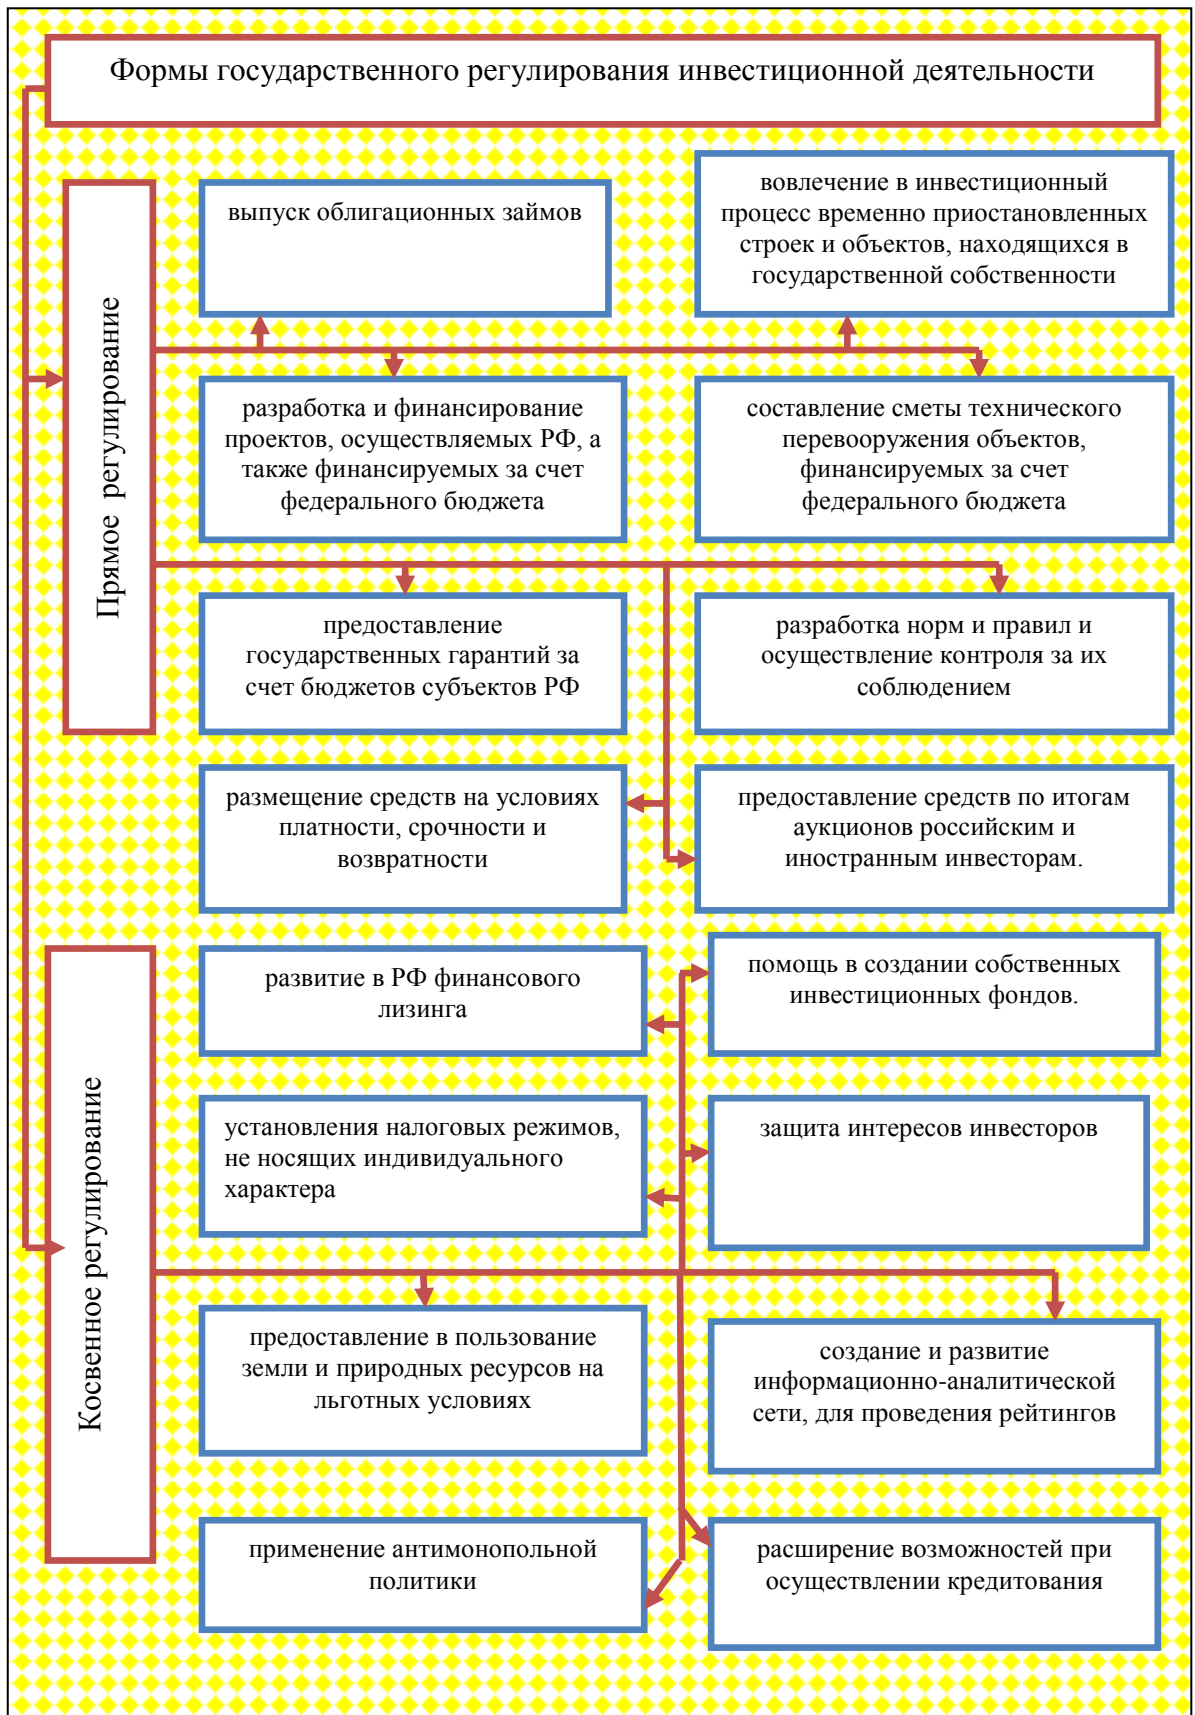 Формы государственного регулирования инвестиционной деятельности
Прямое регулирование
выпуск облигационных займов
вовлечение в инвестиционный
процесс временно приостановленных
строек и объектов, находящихся в
государственной собственности
разработка и финансирование
проектов, осуществляемых РФ, а
также финансируемых за счет
федерального бюджета
составление сметы технического
перевооружения объектов,
финансируемых за счет
федерального бюджета
предоставление
государственных гарантий за
счет бюджетов субъектов РФ
разработка норм и правил и
осуществление контроля за их
соблюдением
размещение средств на условиях
платности, срочности и
возвратности
предоставление средств по итогам
аукционов российским и
иностранным инвесторам.
Косвенное регулирование
развитие в РФ финансового
лизинга
помощь в создании собственных
инвестиционных фондов.
установления налоговых режимов,
не носящих индивидуального
характера
защита интересов инвесторов
предоставление в пользование
земли и природных ресурсов на
льготных условиях
создание и развитие
информационно-аналитической
сети, для проведения рейтингов
применение антимонопольной
политики
расширение возможностей при
осуществлении кредитования